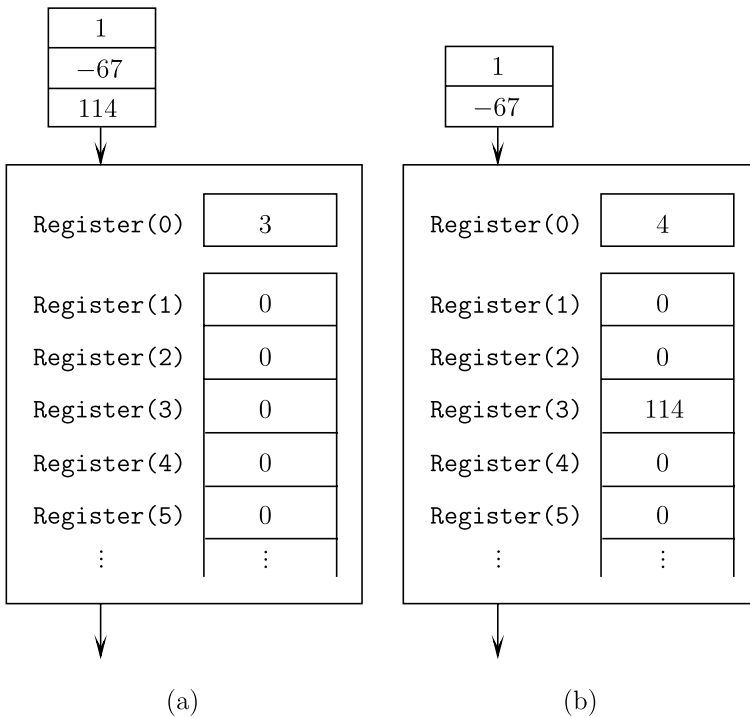 1
−67
114
Register(0) 3
Register(1) 0
Register(2) 0
Register(3) 0
Register(4) 0
Register(5) 0
⋮ ⋮
(a)
1
−67
Register(0) 4
Register(1) 0
Register(2) 0
Register(3) 114
Register(4) 0
Register(5) 0
⋮ ⋮
(b)